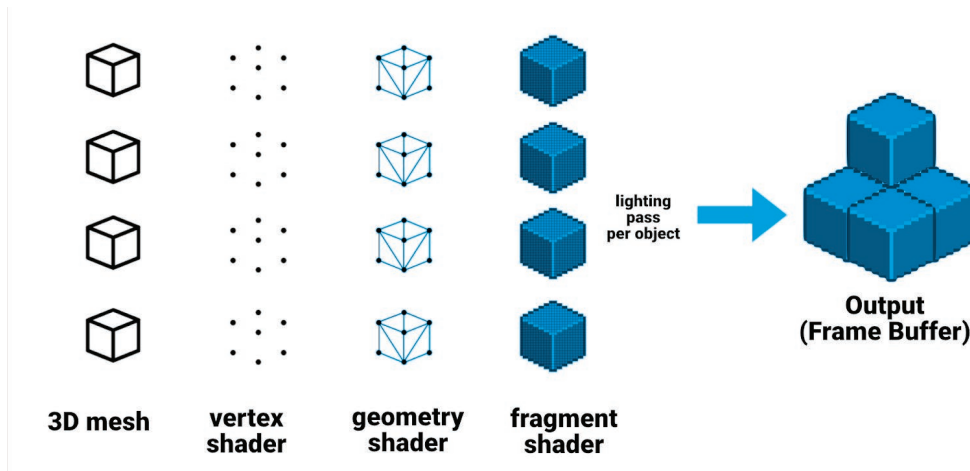 lighting
pass
per object
Output
(Frame Buffer)
3D mesh
vertex
shader
geometry
shader
fragment
shader